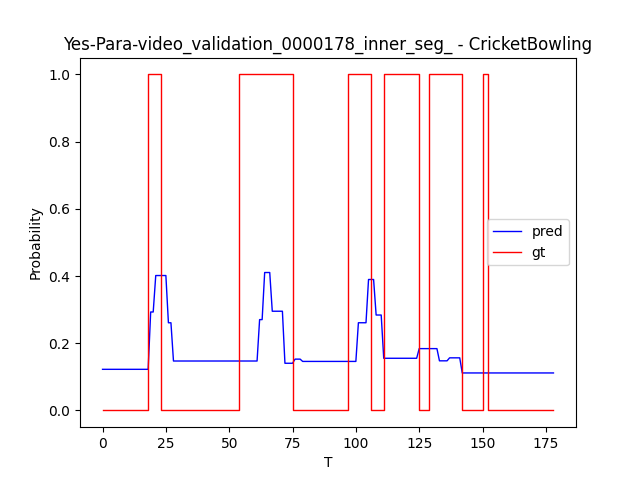 Yes-Para-video_validation_0000178_inner_seg_ - CricketBowling
1.0
0.8
0.6
0.4
0.2
0.0
Probability
pred
gt
0 25 50 75 100 125 150 175
T